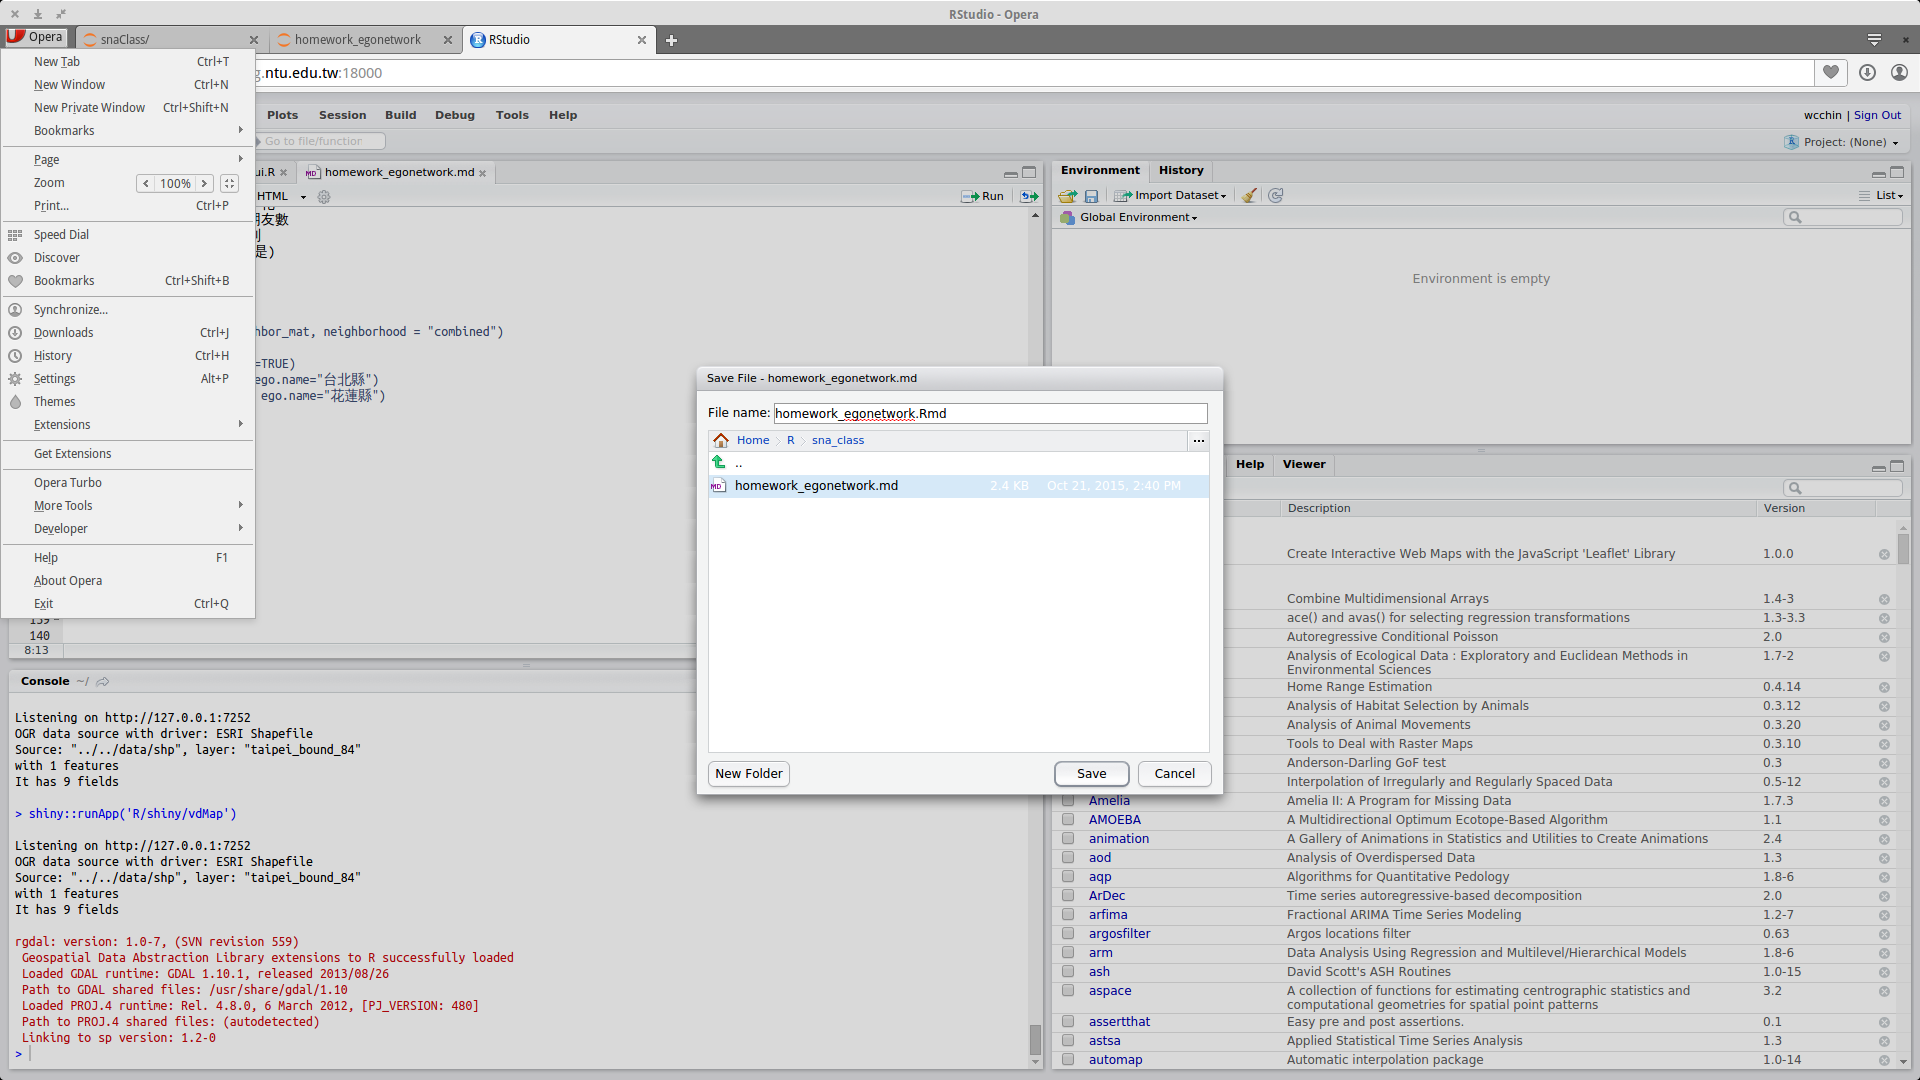 RStudio - Opera
Opera
snaClass/
homework_egonetwork
RStudio
New Tab Ctrl+T
New Window Ctrl+N
New Private Window Ctrl+Shift+N
Bookmarks
Page
Zoom 100%
Print... Ctrl+P
Speed Dial
Discover
Bookmarks Ctrl+Shift+B
Synchronize...
Downloads Ctrl+J
History Ctrl+H
Settings Alt+P
Themes
Extensions
Get Extensions
Opera Turbo
More Tools
Developer
Help F1
About Opera
Exit Ctrl+Q
g.ntu.edu.tw:18000
Plots Session Build Debug Tools Help
wcchin | Sign Out
Go to file/function
Project: (None)
ui.R
homework_egonetwork.md
HTML
Run
友數
是)
hbor_mat, neighborhood = "combined")
=TRUE)
ego.name="台北縣")
ego.name="花蓮縣")
139
140
8:13
Save File - homework_egonetwork.md
File name: homework_egonetwork.Rmd
Home R sna_class
...
..
homework_egonetwork.md 2.4 KB Oct 21, 2015, 2:40 PM
New Folder
Save
Cancel
Console ~/
Listening on http://127.0.0.1:7252
OGR data source with driver: ESRI Shapefile
Source: "../../data/shp", layer: "taipei_bound_84"
with 1 features
It has 9 fields
> shiny::runApp('R/shiny/vdMap')
Listening on http://127.0.0.1:7252
OGR data source with driver: ESRI Shapefile
Source: "../../data/shp", layer: "taipei_bound_84"
with 1 features
It has 9 fields
rgdal: version: 1.0-7, (SVN revision 559)
Geospatial Data Abstraction Library extensions to R successfully loaded
Loaded GDAL runtime: GDAL 1.10.1, released 2013/08/26
Path to GDAL shared files: /usr/share/gdal/1.10
Loaded PROJ.4 runtime: Rel. 4.8.0, 6 March 2012, [PJ_VERSION: 480]
Path to PROJ.4 shared files: (autodetected)
Linking to sp version: 1.2-0
>
Environment History
Import Dataset
List
Global Environment
Environment is empty
Help Viewer
Description Version
Create Interactive Web Maps with the JavaScript 'Leaflet' Library 1.0.0
Combine Multidimensional Arrays 1.4-3
ace() and avas() for selecting regression transformations 1.3-3.3
Autoregressive Conditional Poisson 2.0
Analysis of Ecological Data : Exploratory and Euclidean Methods in 1.7-2
Environmental Sciences
Home Range Estimation 0.4.14
Analysis of Habitat Selection by Animals 0.3.12
Analysis of Animal Movements 0.3.20
Tools to Deal with Raster Maps 0.3.10
Anderson-Darling GoF test 0.3
Interpolation of Irregularly and Regularly Spaced Data 0.5-12
Amelia Amelia II: A Program for Missing Data 1.7.3
AMOEBA A Multidirectional Optimum Ecotope-Based Algorithm 1.1
animation A Gallery of Animations in Statistics and Utilities to Create Animations 2.4
aod Analysis of Overdispersed Data 1.3
aqp Algorithms for Quantitative Pedology 1.8-6
ArDec Time series autoregressive-based decomposition 2.0
arfima Fractional ARIMA Time Series Modeling 1.2-7
argosfilter Argos locations filter 0.63
arm Data Analysis Using Regression and Multilevel/Hierarchical Models 1.8-6
ash David Scott's ASH Routines 1.0-15
aspace A collection of functions for estimating centrographic statistics and 3.2
computational geometries for spatial point patterns
assertthat Easy pre and post assertions. 0.1
astsa Applied Statistical Time Series Analysis 1.3
automap Automatic interpolation package 1.0-14